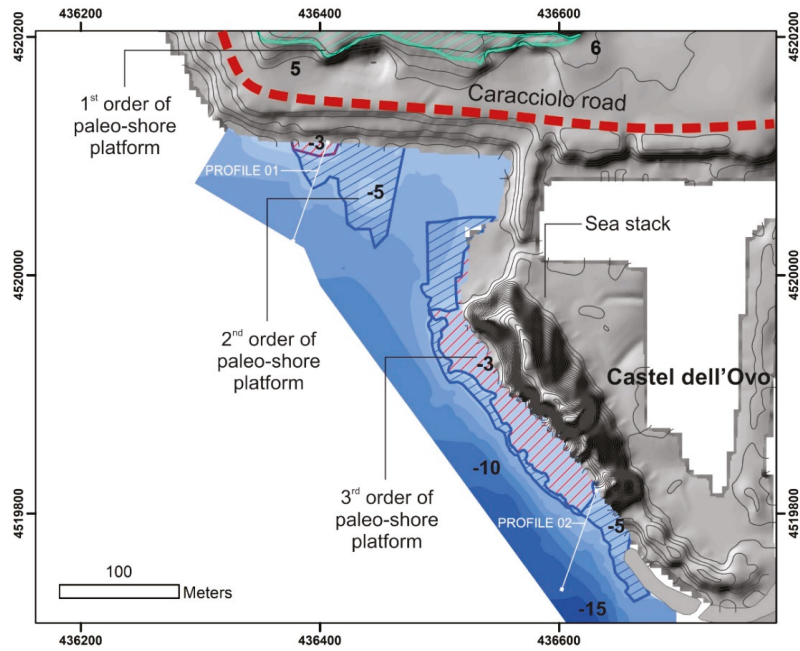 436200
436400
436600
4520200
4520200
6
5
1st order of
paleo-shore
platform
Caracciolo road
-3
PROFILE 01
-5
Sea stack
4520000
4520000
2nd order of
paleo-shore
platform
-3
Castel dell'Ovo
-10
3rd order of
paleo-shore
platform
4519800
4519800
PROFILE 02
-5
100
Meters
-15
436200
436400
436600